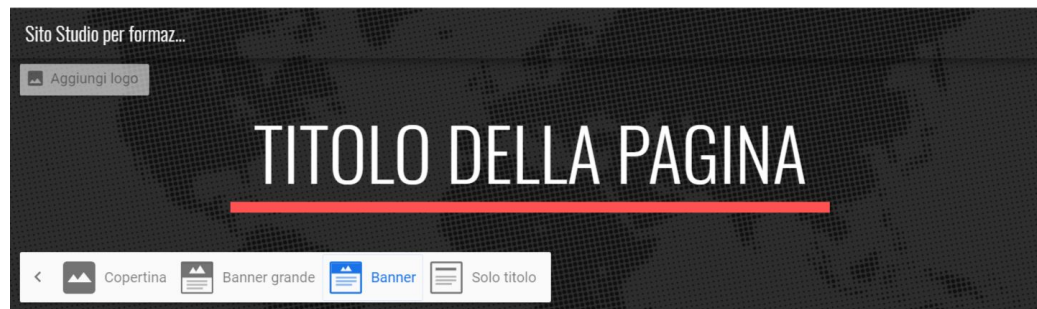 Sito Studio per formaz...
Aggiungi logo
TITOLO DELLA PAGINA
Copertina Banner grande Banner Solo titolo